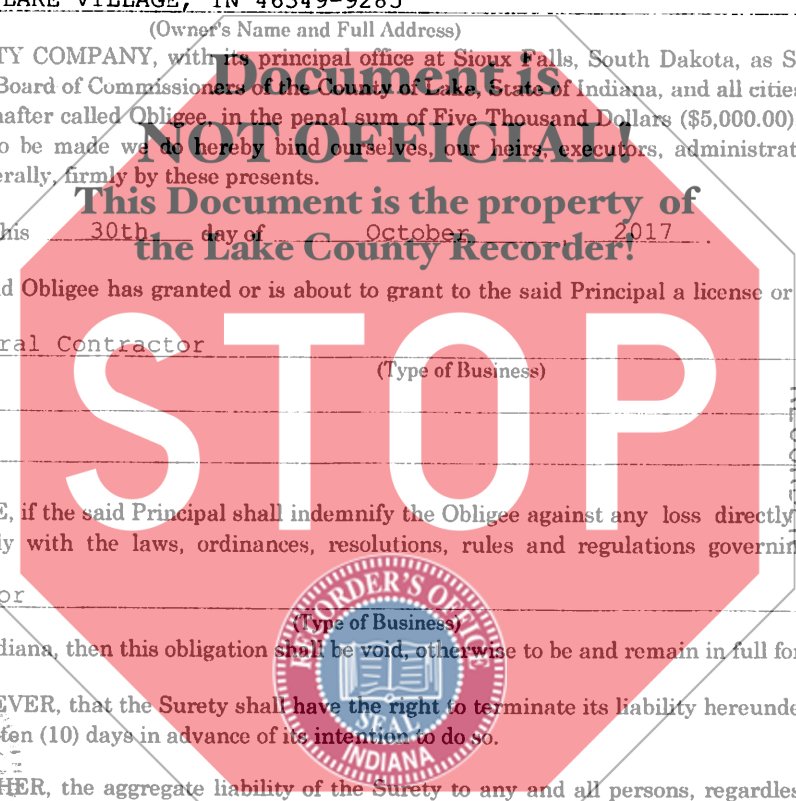 LAKE VILLAGE, IN 46349-9285
(Owner's Name and Full Address)
TY COMPANY, with its principal office at Sioux Falls, South Dakota, as S
Document is
Board of Commissioners of the County of Lake, State of Indiana, and all citie
after called Obligee, in the penal sum of Five Thousand Dollars ($5,000.00)
NOT OFFICIAL!
o be made we do hereby bind ourselves, our heirs, executors, administrat
erally, firmly by these presents.
This Document is the property of
his 30th day of October, 2017.
the Lake County Recorder!
d Obligee has granted or is about to grant to the said Principal a license or
ral Contractor
(Type of Business)
STOP
E, if the said Principal shall indemnify the Obligee against any loss directly
ly with the laws, ordinances, resolutions, rules and regulations governin
or
(Type of Business)
diana, then this obligation shall be void, otherwise to be and remain in full for
RECORDER'S OFFICE
SEAL
INDIANA
EVER, that the Surety shall have the right to terminate its liability hereunde
ten (10) days in advance of its intention to do so.
HER, the aggregate liability of the Surety to any and all persons, regardles